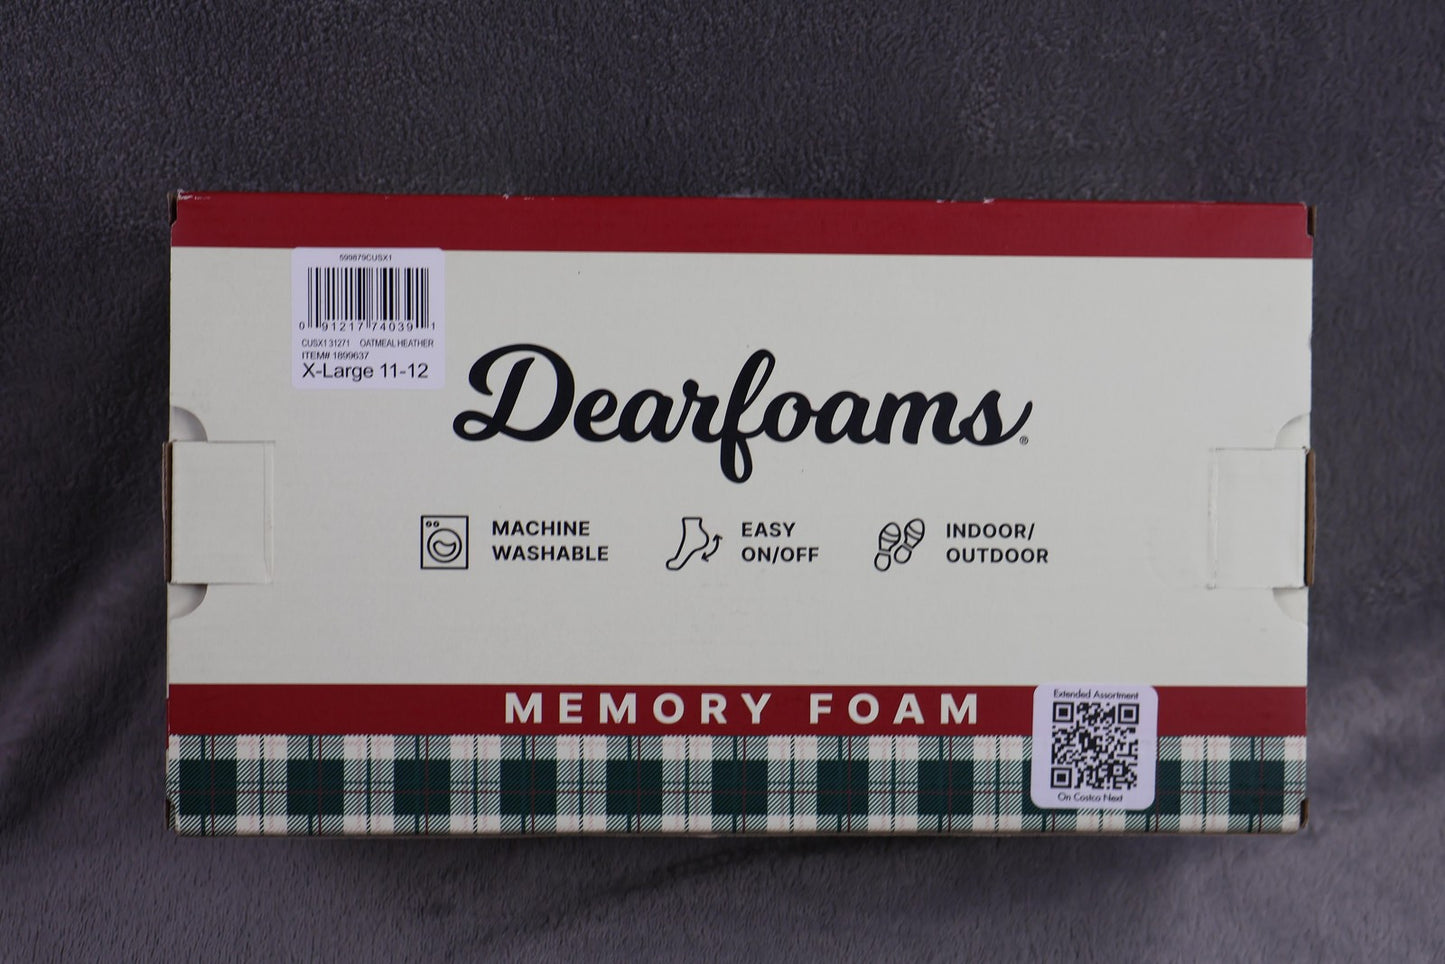 599879CUSX1
0 91217 74039 1
CUSX1 31271 OATMEAL HEATHER
ITEM# 1899637
X-Large 11-12
Dearfoams®
MACHINE
WASHABLE
EASY
ON/OFF
INDOOR/
OUTDOOR
MEMORY FOAM
Extended Assortment
On Costco Next